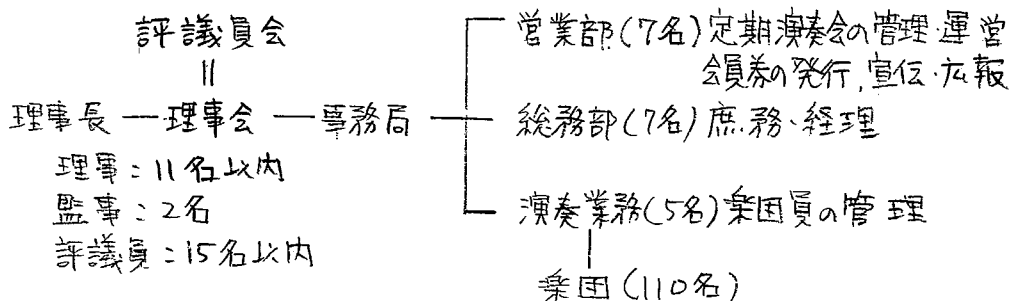 評議員会
||
理事長 ― 理事会 ― 事務局
理事：11名以内
監事：2名
評議員：15名以内
営業部（7名）定期演奏会の管理・運営
会員券の発行，宣伝・広報
総務部（7名）庶務・経理
演奏業務（5名）楽団員の管理
楽団（110名）